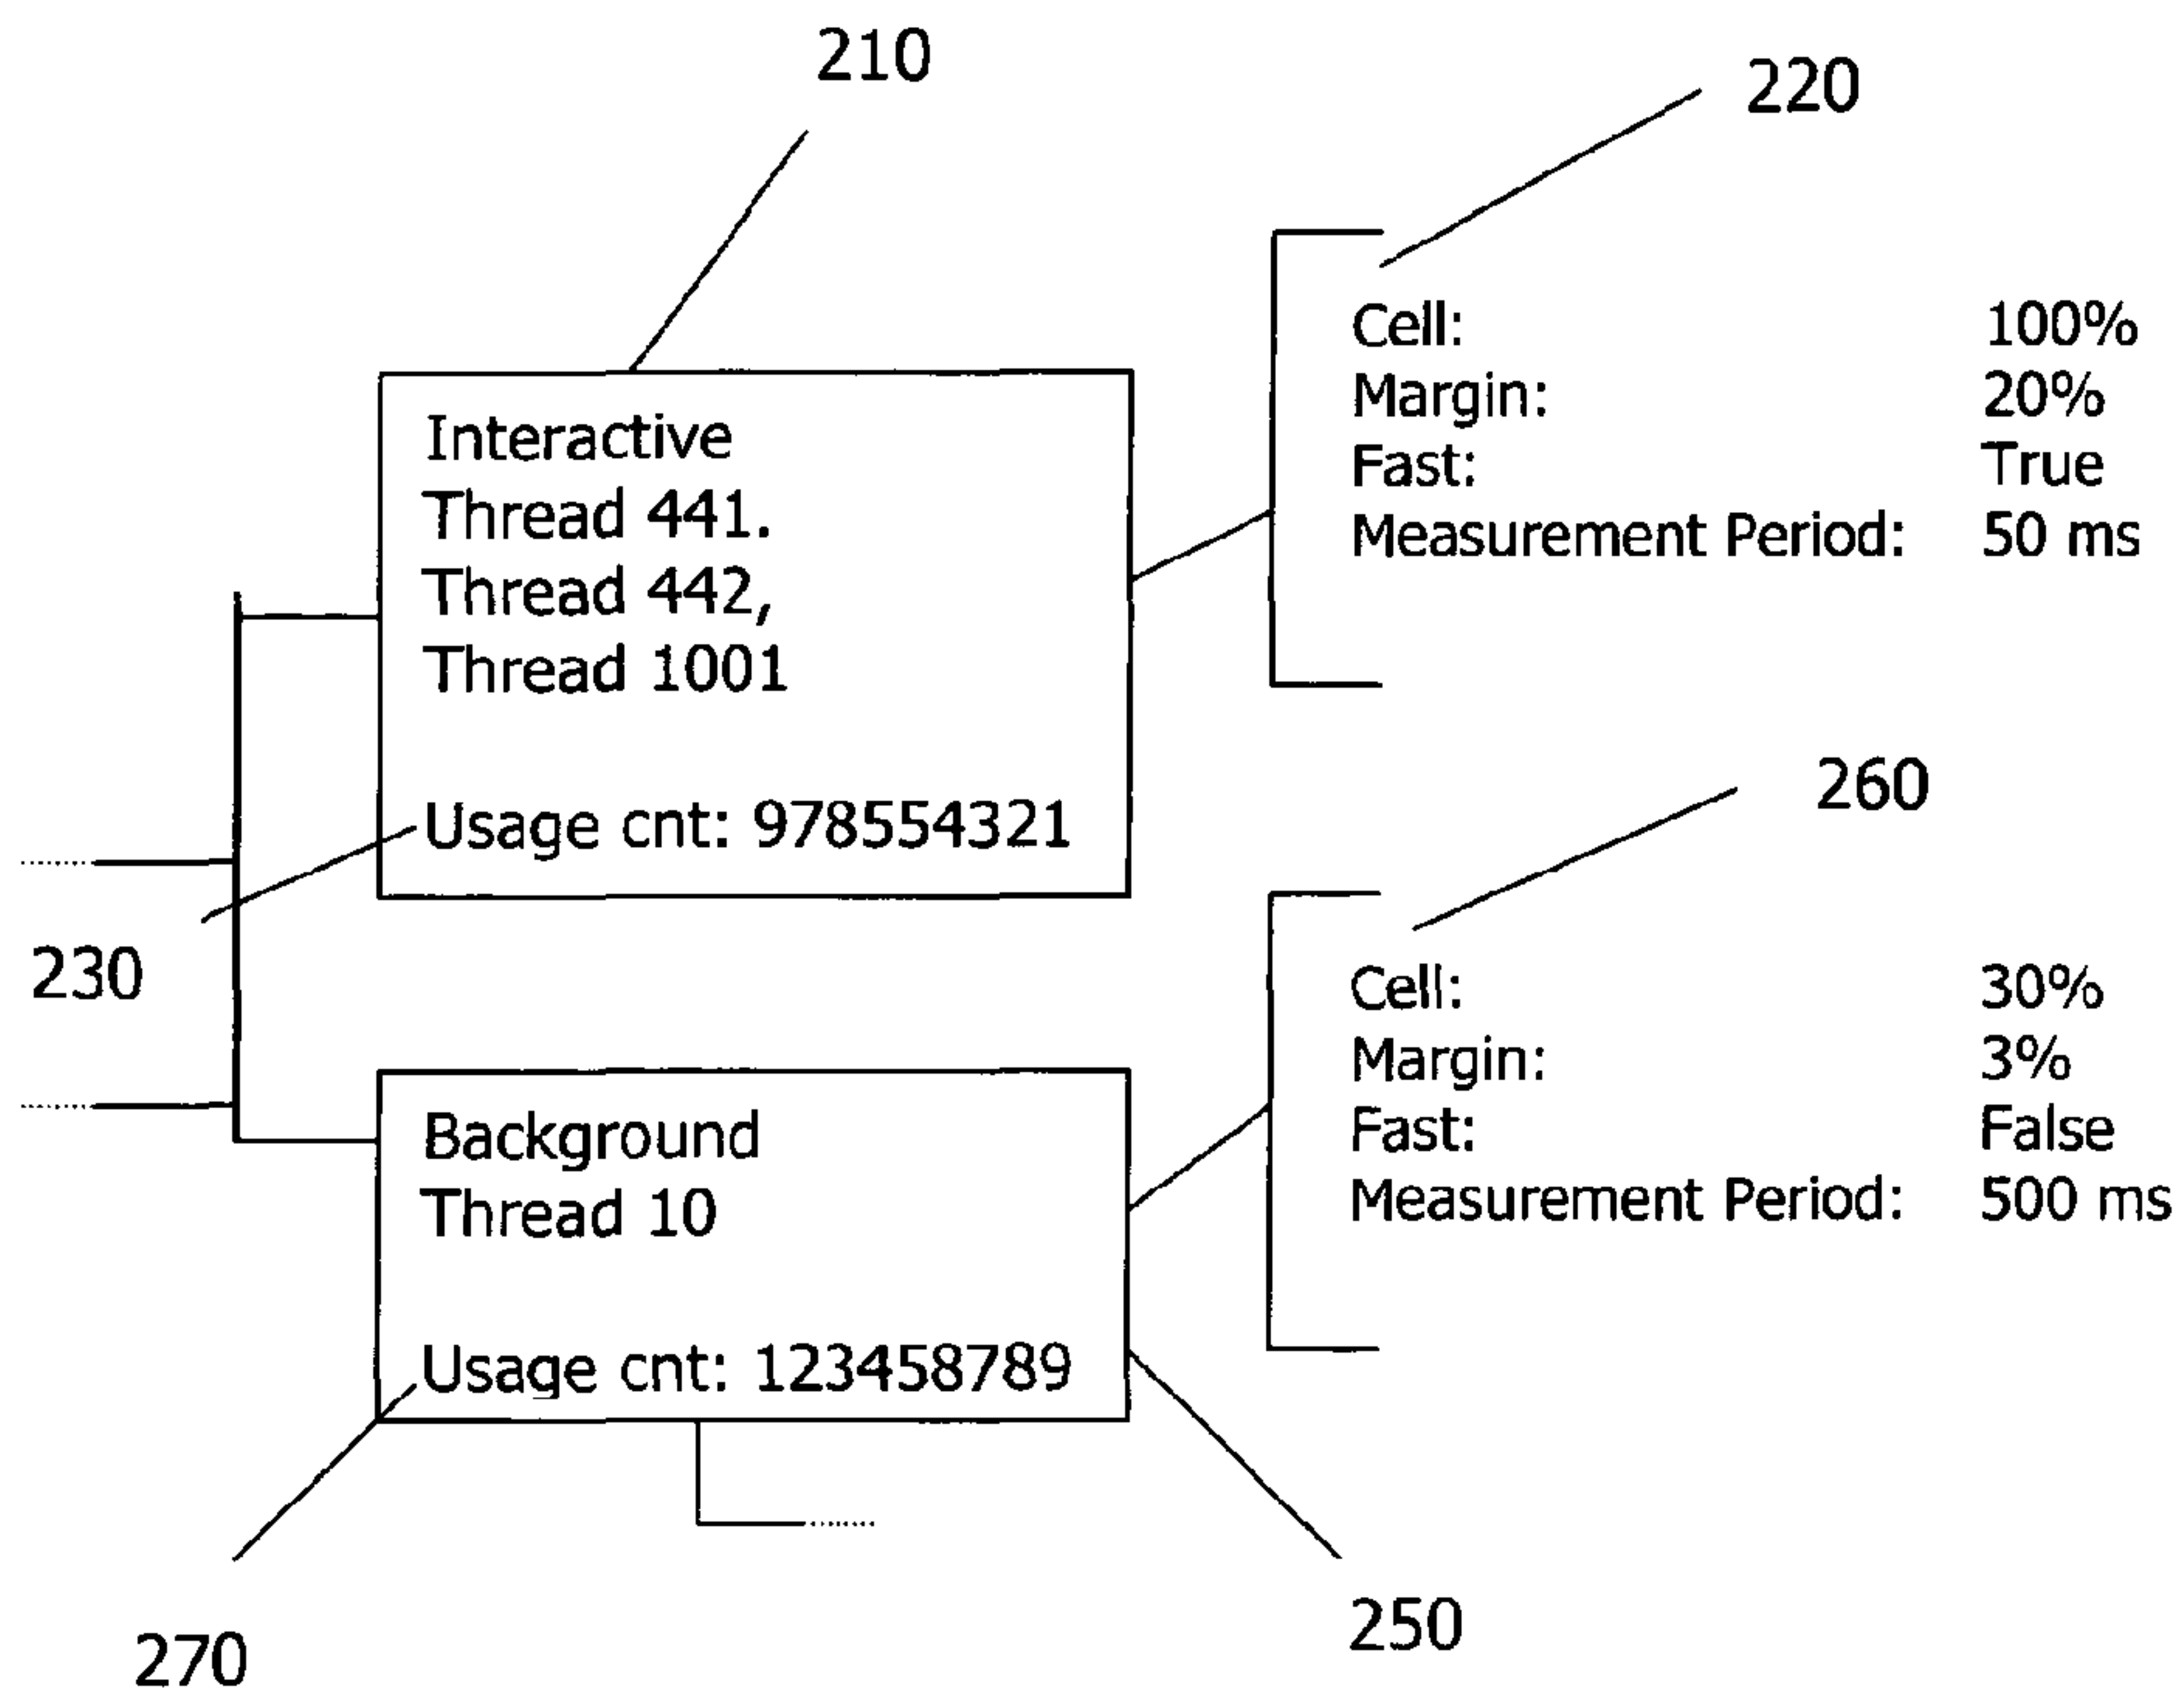 210
220
Cell: 100%
Margin: 20%
Fast: True
Measurement Period: 50 ms
Interactive
Thread 441.
Thread 442,
Thread 1001
Usage cnt: 978554321
230
260
Cell: 30%
Margin: 3%
Fast: False
Measurement Period: 500 ms
Background
Thread 10
Usage cnt: 123458789
270
250